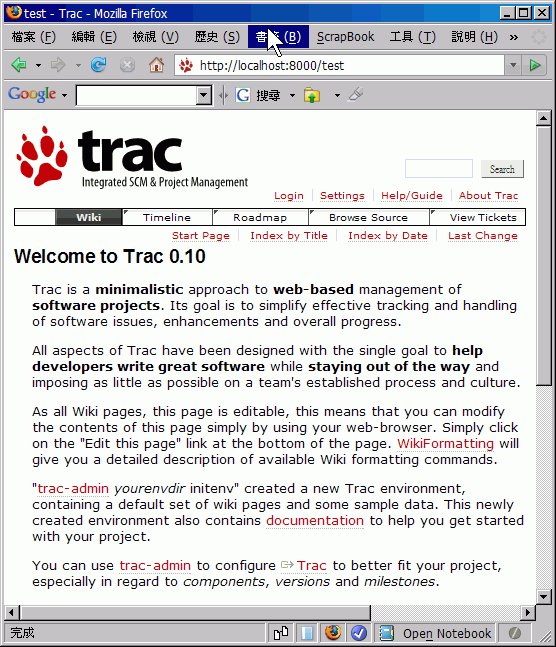 test - Trac - Mozilla Firefox
檔案 (F) 編輯 (E) 檢視 (V) 歷史 (S) (B) ScrapBook 工具 (T) 說明 (H) »
http://localhost:8000/test
Google G 搜尋
trac
Integrated SCM & Project Management
Search
Login Settings Help/Guide About Trac
Wiki Timeline Roadmap Browse Source View Tickets
Start Page Index by Title Index by Date Last Change
Welcome to Trac 0.10
Trac is a minimalistic approach to web-based management of
software projects. Its goal is to simplify effective tracking and handling
of software issues, enhancements and overall progress.
All aspects of Trac have been designed with the single goal to help
developers write great software while staying out of the way and
imposing as little as possible on a team's established process and culture.
As all Wiki pages, this page is editable, this means that you can modify
the contents of this page simply by using your web-browser. Simply click
on the "Edit this page" link at the bottom of the page. WikiFormatting will
give you a detailed description of available Wiki formatting commands.
"trac-admin yourenvdir initenv" created a new Trac environment,
containing a default set of wiki pages and some sample data. This newly
created environment also contains documentation to help you get started
with your project.
You can use trac-admin to configure Trac to better fit your project,
especially in regard to components, versions and milestones.
完成 Open Notebook